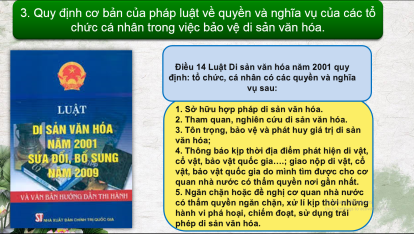 3. Quy định cơ bản của pháp luật về quyền và nghĩa vụ của các tổ
chức cá nhân trong việc bảo vệ di sản văn hóa.
LUẬT
DI SẢN VĂN HÓA
NĂM 2001
SỬA ĐỔI, BỔ SUNG
NĂM 2009
VÀ VĂN BẢN HƯỚNG DẪN THI HÀNH
ST NHÀ XUẤT BẢN CHÍNH TRỊ QUỐC GIA
Điều 14 Luật Di sản văn hóa năm 2001 quy
định: tổ chức, cá nhân có các quyền và nghĩa
vụ sau:
1. Sở hữu hợp pháp di sản văn hóa.
2. Tham quan, nghiên cứu di sản văn hóa.
3. Tôn trọng, bảo vệ và phát huy giá trị di sản
văn hóa;
4. Thông báo kịp thời địa điểm phát hiện di vật,
cổ vật, bảo vật quốc gia....; giao nộp di vật, cổ
vật, bảo vật quốc gia do mình tìm được cho cơ
quan nhà nước có thẩm quyền nơi gần nhất.
5. Ngăn chặn hoặc đề nghị cơ quan nhà nước
có thẩm quyền ngăn chặn, xử lí kịp thời những
hành vi phá hoại, chiếm đoạt, sử dụng trái
phép di sản văn hóa.